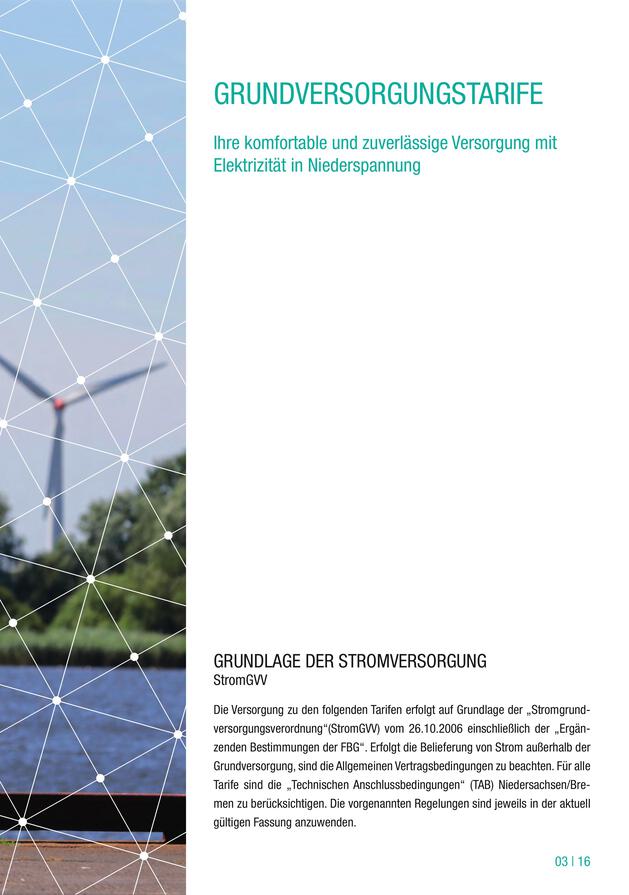 GRUNDVERSORGUNGSTARIFE
Ihre komfortable und zuverlässige Versorgung mit
Elektrizität in Niederspannung
GRUNDLAGE DER STROMVERSORGUNG
StromGVV
Die Versorgung zu den folgenden Tarifen erfolgt auf Grundlage der „Stromgrund-
versorgungsverordnung“(StromGVV) vom 26.10.2006 einschließlich der „Ergän-
zenden Bestimmungen der FBG“. Erfolgt die Belieferung von Strom außerhalb der
Grundversorgung, sind die Allgemeinen Vertragsbedingungen zu beachten. Für alle
Tarife sind die „Technischen Anschlussbedingungen“ (TAB) Niedersachsen/Bre-
men zu berücksichtigen. Die vorgenannten Regelungen sind jeweils in der aktuell
gültigen Fassung anzuwenden.
03 | 16